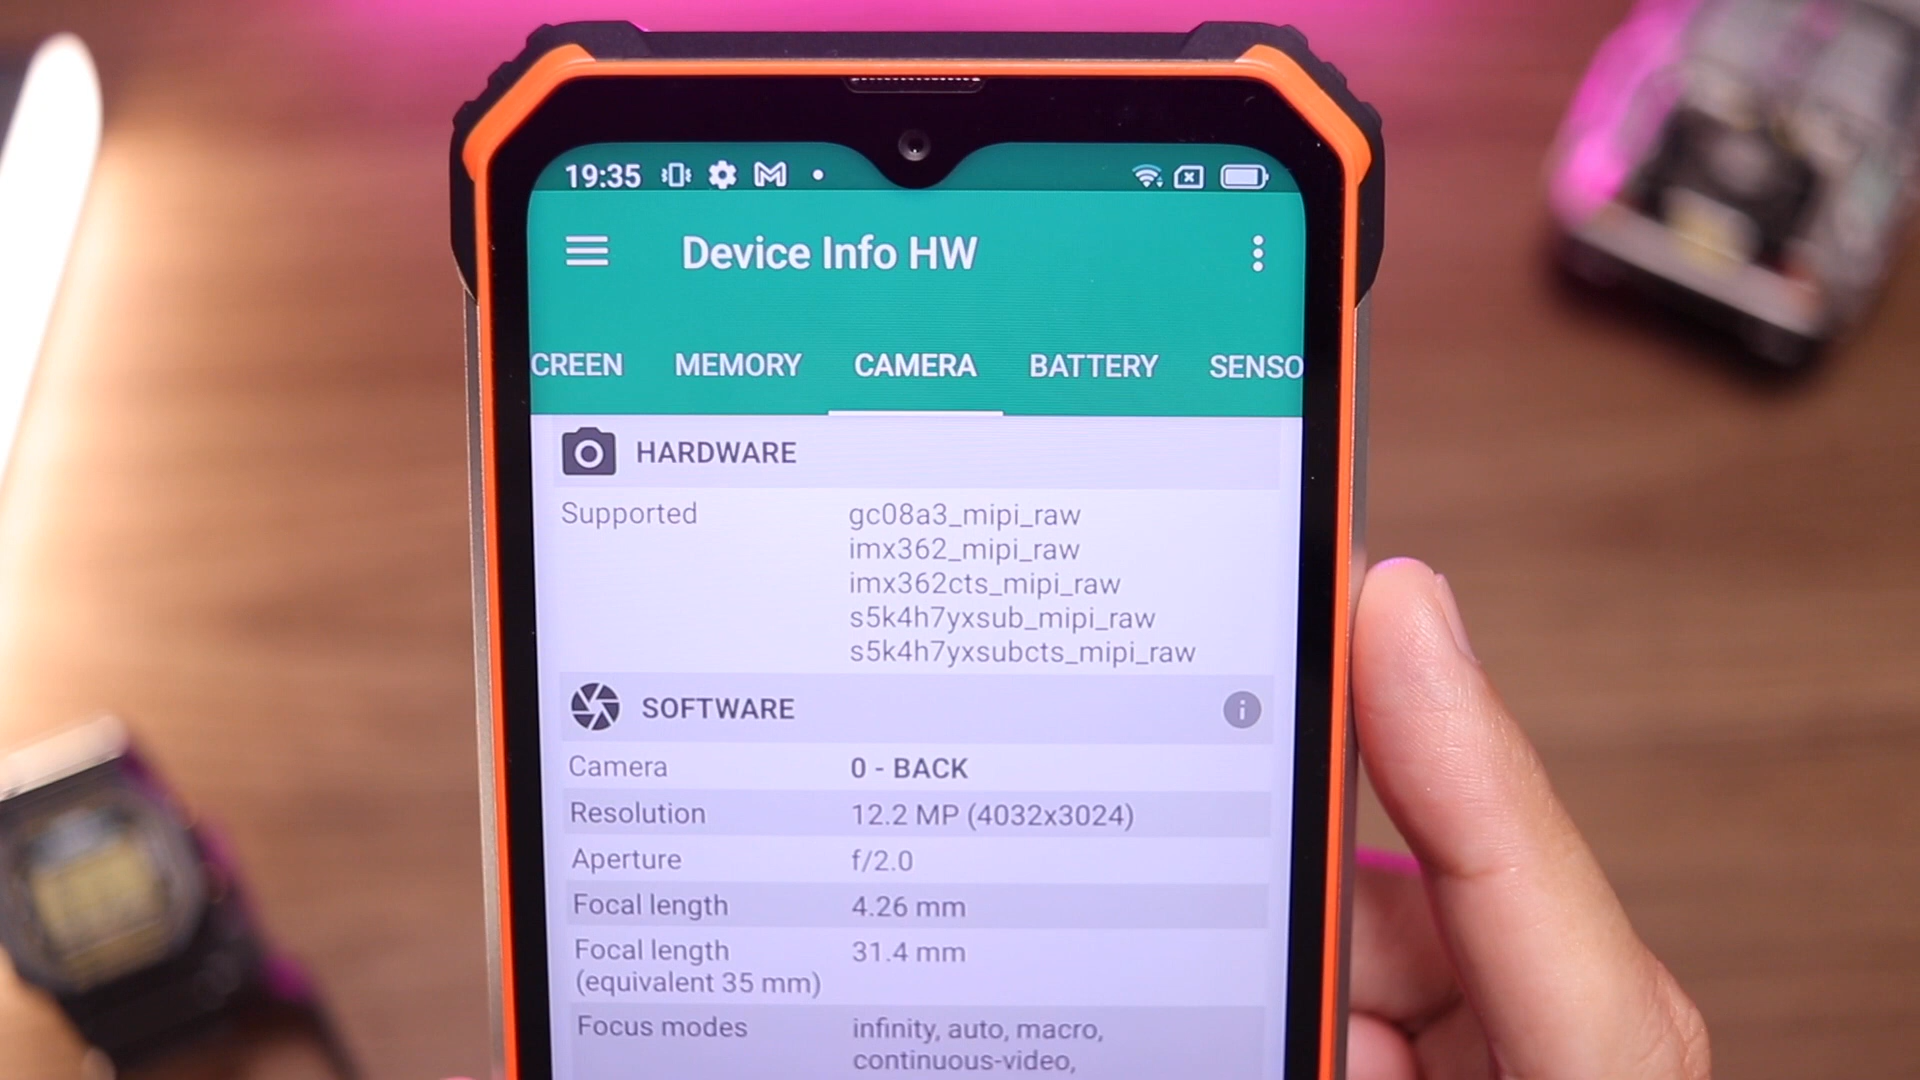 19:35
Device Info HW
CREEN MEMORY CAMERA BATTERY SENSO
HARDWARE
Supported gc08a3_mipi_raw
imx362_mipi_raw
imx362cts_mipi_raw
s5k4h7yxsub_mipi_raw
s5k4h7yxsubcts_mipi_raw
SOFTWARE
Camera 0 - BACK
Resolution 12.2 MP (4032x3024)
Aperture f/2.0
Focal length 4.26 mm
Focal length 31.4 mm
(equivalent 35 mm)
Focus modes infinity, auto, macro,
continuous-video,